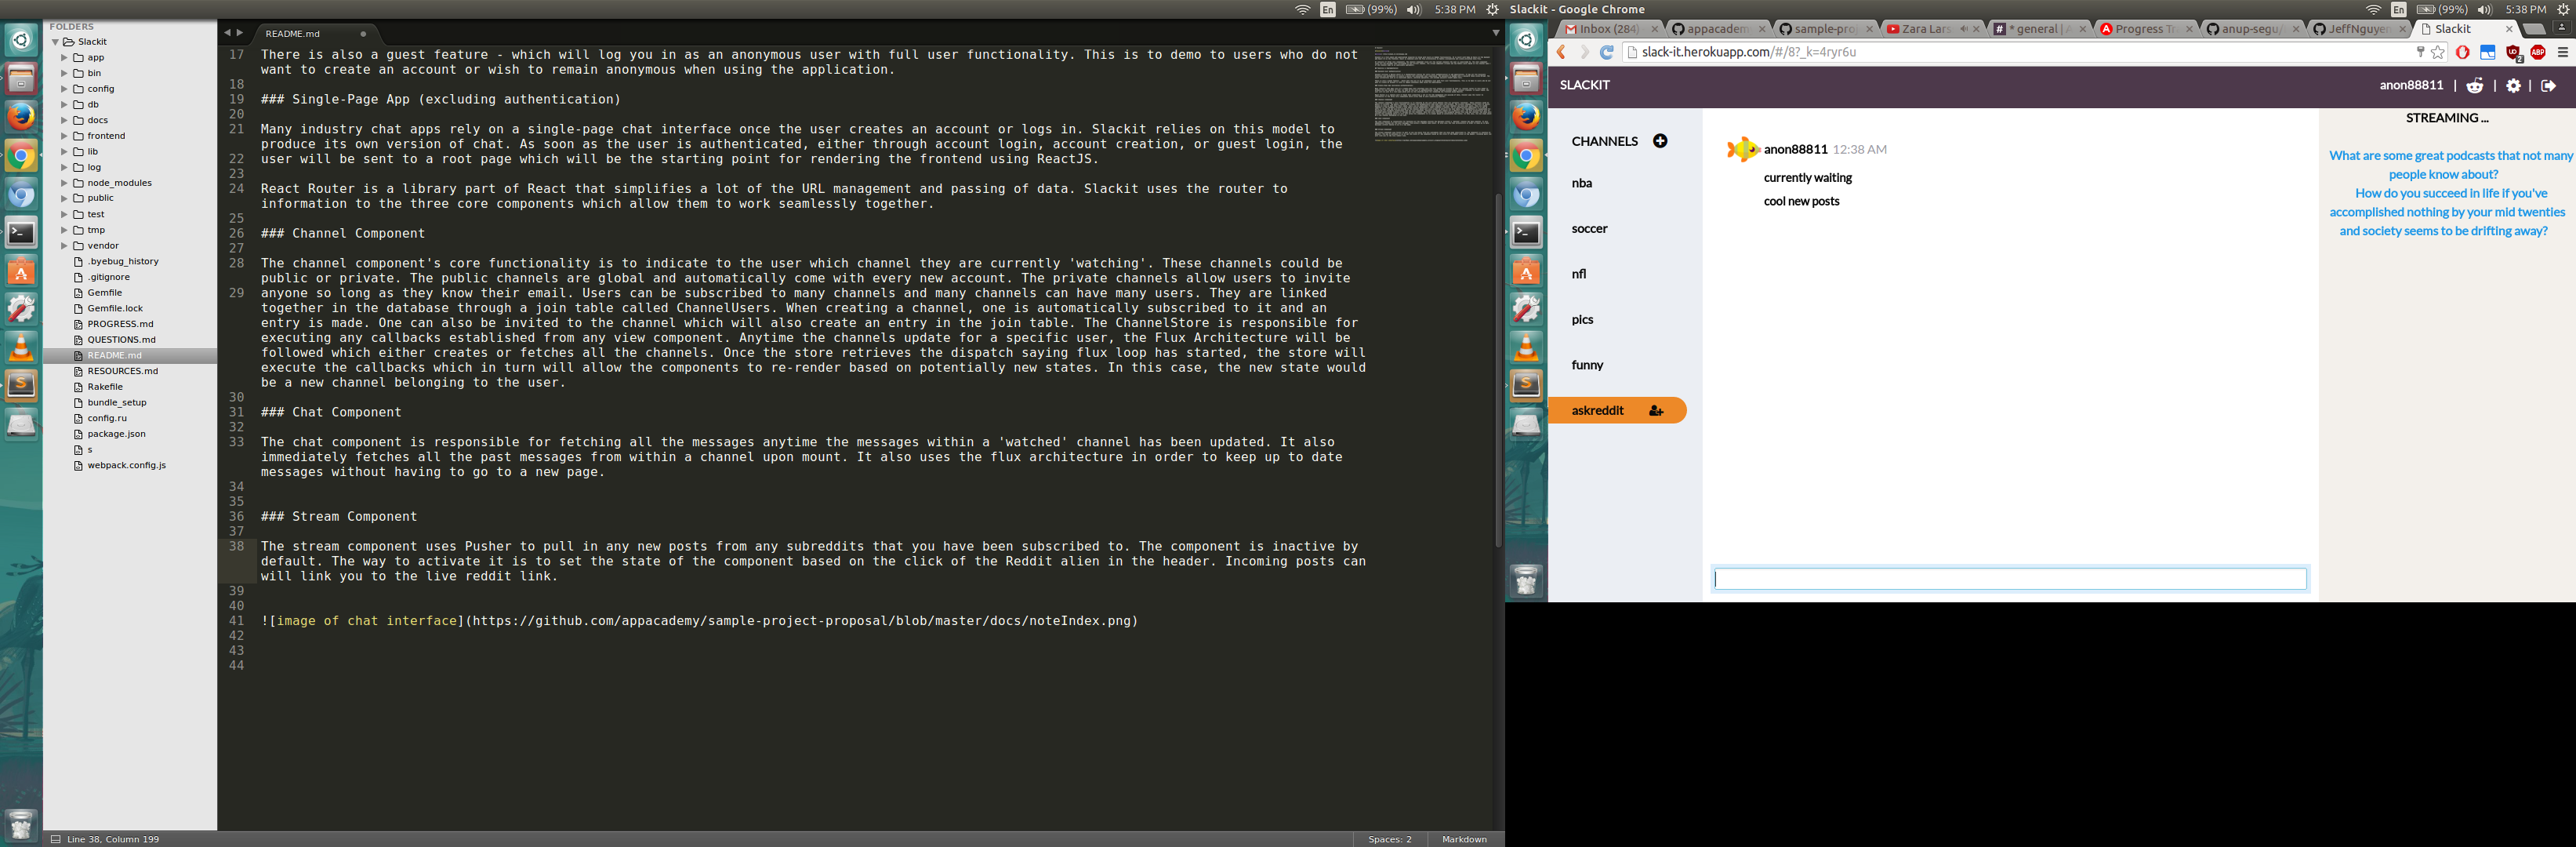 En (99%) 5:38 PM
FOLDERS
Slackit
app
bin
config
db
docs
frontend
lib
log
node_modules
public
test
tmp
vendor
.byebug_history
.gitignore
Gemfile
Gemfile.lock
PROGRESS.md
QUESTIONS.md
README.md
RESOURCES.md
Rakefile
bundle_setup
config.ru
package.json
s
webpack.config.js
README.md
17 There is also a guest feature - which will log you in as an anonymous user with full user functionality. This is to demo to users who do not
want to create an account or wish to remain anonymous when using the application.
18
19 ### Single-Page App (excluding authentication)
20
21 Many industry chat apps rely on a single-page chat interface once the user creates an account or logs in. Slackit relies on this model to
produce its own version of chat. As soon as the user is authenticated, either through account login, account creation, or guest login, the
22 user will be sent to a root page which will be the starting point for rendering the frontend using ReactJS.
23
24 React Router is a library part of React that simplifies a lot of the URL management and passing of data. Slackit uses the router to
information to the three core components which allow them to work seamlessly together.
25
26 ### Channel Component
27
28 The channel component's core functionality is to indicate to the user which channel they are currently 'watching'. These channels could be
public or private. The public channels are global and automatically come with every new account. The private channels allow users to invite
29 anyone so long as they know their email. Users can be subscribed to many channels and many channels can have many users. They are linked
together in the database through a join table called ChannelUsers. When creating a channel, one is automatically subscribed to it and an
entry is made. One can also be invited to the channel which will also create an entry in the join table. The ChannelStore is responsible for
executing any callbacks established from any view component. Anytime the channels update for a specific user, the Flux Architecture will be
followed which either creates or fetches all the channels. Once the store retrieves the dispatch saying flux loop has started, the store will
execute the callbacks which in turn will allow the components to re-render based on potentially new states. In this case, the new state would
be a new channel belonging to the user.
30
31 ### Chat Component
32
33 The chat component is responsible for fetching all the messages anytime the messages within a 'watched' channel has been updated. It also
immediately fetches all the past messages from within a channel upon mount. It also uses the flux architecture in order to keep up to date
messages without having to go to a new page.
34
35
36 ### Stream Component
37
38 The stream component uses Pusher to pull in any new posts from any subreddits that you have been subscribed to. The component is inactive by
default. The way to activate it is to set the state of the component based on the click of the Reddit alien in the header. Incoming posts can
will link you to the live reddit link.
39
40
41 ![image of chat interface](https://github.com/appacademy/sample-project-proposal/blob/master/docs/noteIndex.png)
42
43
44
Line 38, Column 199
Spaces: 2
Markdown
Slackit - Google Chrome
En (99%) 5:38 PM
Inbox (284)
appacadem
sample-proj
Zara Lars
* general | A
Progress Tr
anup-segu
JeffNguyen
Slackit
slack-it.herokuapp.com/#/8?_k=4ryr6u
ABP
SLACKIT
anon88811 | | |
CHANNELS
nba
soccer
nfl
pics
funny
askreddit
anon88811 12:38 AM
currently waiting
cool new posts
STREAMING ...
What are some great podcasts that not many
people know about?
How do you succeed in life if you've
accomplished nothing by your mid twenties
and society seems to be drifting away?